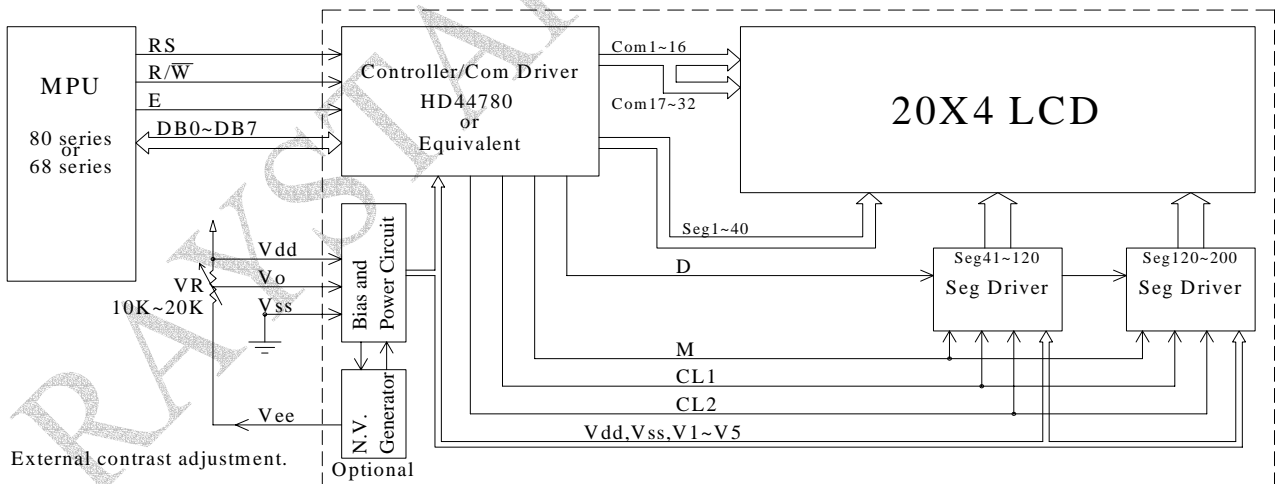 RS
Com1~16
MPU
R/W̅
Controller/Com Driver
HD44780
or
Equivalent
E
Com17~32
20X4 LCD
80 series
or
68 series
DB0~DB7
Seg1~40
Vdd
Bias and
Power Circuit
D
Seg41~120
Seg Driver
Seg120~200
Seg Driver
Vo
VR
10K~20K
Vss
M
CL1
CL2
N.V.
Generator
Vee
Vdd,Vss,V1~V5
External contrast adjustment.
Optional